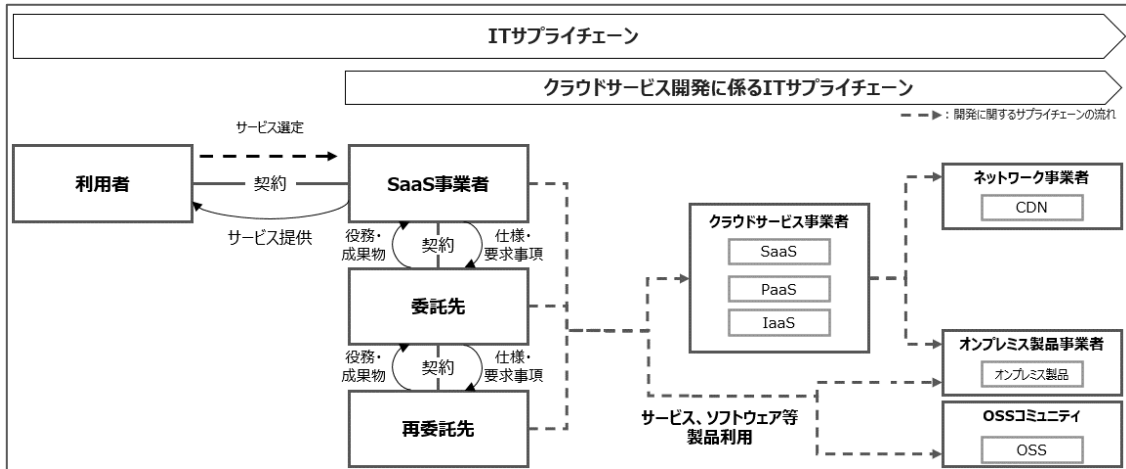 ITサプライチェーン
クラウドサービス開発に係るITサプライチェーン
:開発に関するサプライチェーンの流れ
サービス選定
利用者
契約
SaaS事業者
サービス提供
役務・
成果物
契約
仕様・
要求事項
委託先
役務・
成果物
契約
仕様・
要求事項
再委託先
クラウドサービス事業者
SaaS
PaaS
IaaS
サービス、ソフトウェア等
製品利用
ネットワーク事業者
CDN
オンプレミス製品事業者
オンプレミス製品
OSSコミュニティ
OSS